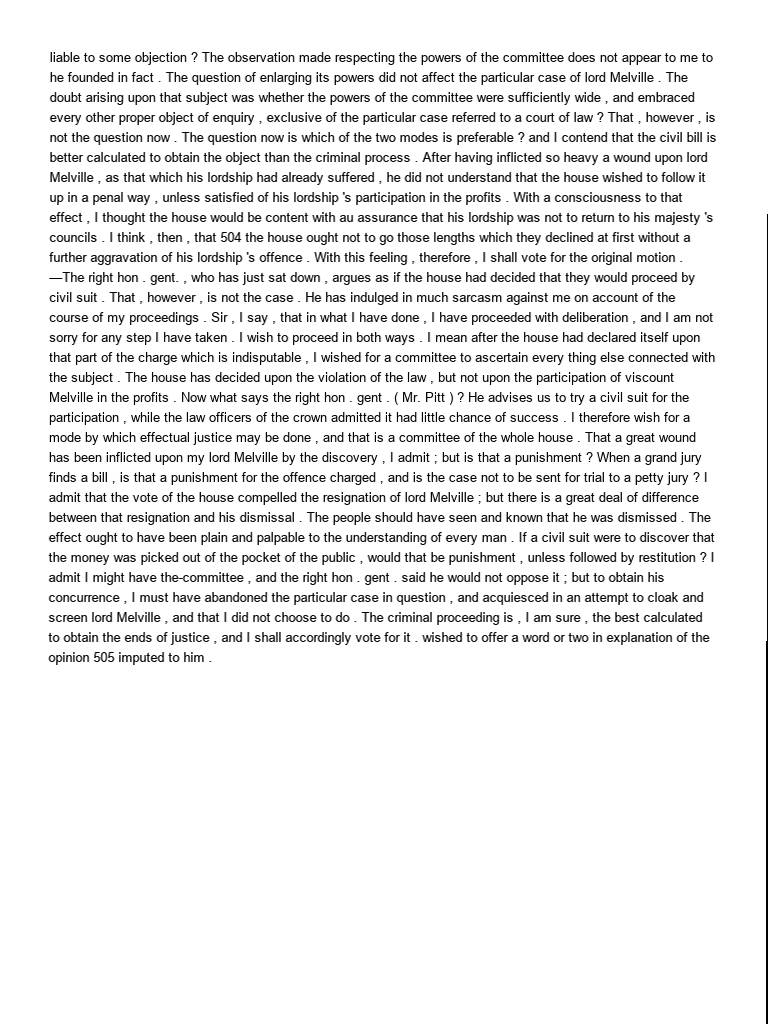 liable to some objection ? The observation made respecting the powers of the committee does not appear to me to
he founded in fact . The question of enlarging its powers did not affect the particular case of lord Melville . The
doubt arising upon that subject was whether the powers of the committee were sufficiently wide , and embraced
every other proper object of enquiry , exclusive of the particular case referred to a court of law ? That , however , is
not the question now . The question now is which of the two modes is preferable ? and I contend that the civil bill is
better calculated to obtain the object than the criminal process . After having inflicted so heavy a wound upon lord
Melville , as that which his lordship had already suffered , he did not understand that the house wished to follow it
up in a penal way , unless satisfied of his lordship 's participation in the profits . With a consciousness to that
effect , I thought the house would be content with au assurance that his lordship was not to return to his majesty 's
councils . I think , then , that 504 the house ought not to go those lengths which they declined at first without a
further aggravation of his lordship 's offence . With this feeling , therefore , I shall vote for the original motion .
—The right hon . gent. , who has just sat down , argues as if the house had decided that they would proceed by
civil suit . That , however , is not the case . He has indulged in much sarcasm against me on account of the
course of my proceedings . Sir , I say , that in what I have done , I have proceeded with deliberation , and I am not
sorry for any step I have taken . I wish to proceed in both ways . I mean after the house had declared itself upon
that part of the charge which is indisputable , I wished for a committee to ascertain every thing else connected with
the subject . The house has decided upon the violation of the law , but not upon the participation of viscount
Melville in the profits . Now what says the right hon . gent . ( Mr. Pitt ) ? He advises us to try a civil suit for the
participation , while the law officers of the crown admitted it had little chance of success . I therefore wish for a
mode by which effectual justice may be done , and that is a committee of the whole house . That a great wound
has been inflicted upon my lord Melville by the discovery , I admit ; but is that a punishment ? When a grand jury
finds a bill , is that a punishment for the offence charged , and is the case not to be sent for trial to a petty jury ? I
admit that the vote of the house compelled the resignation of lord Melville ; but there is a great deal of difference
between that resignation and his dismissal . The people should have seen and known that he was dismissed . The
effect ought to have been plain and palpable to the understanding of every man . If a civil suit were to discover that
the money was picked out of the pocket of the public , would that be punishment , unless followed by restitution ? I
admit I might have the-committee , and the right hon . gent . said he would not oppose it ; but to obtain his
concurrence , I must have abandoned the particular case in question , and acquiesced in an attempt to cloak and
screen lord Melville , and that I did not choose to do . The criminal proceeding is , I am sure , the best calculated
to obtain the ends of justice , and I shall accordingly vote for it . wished to offer a word or two in explanation of the
opinion 505 imputed to him .